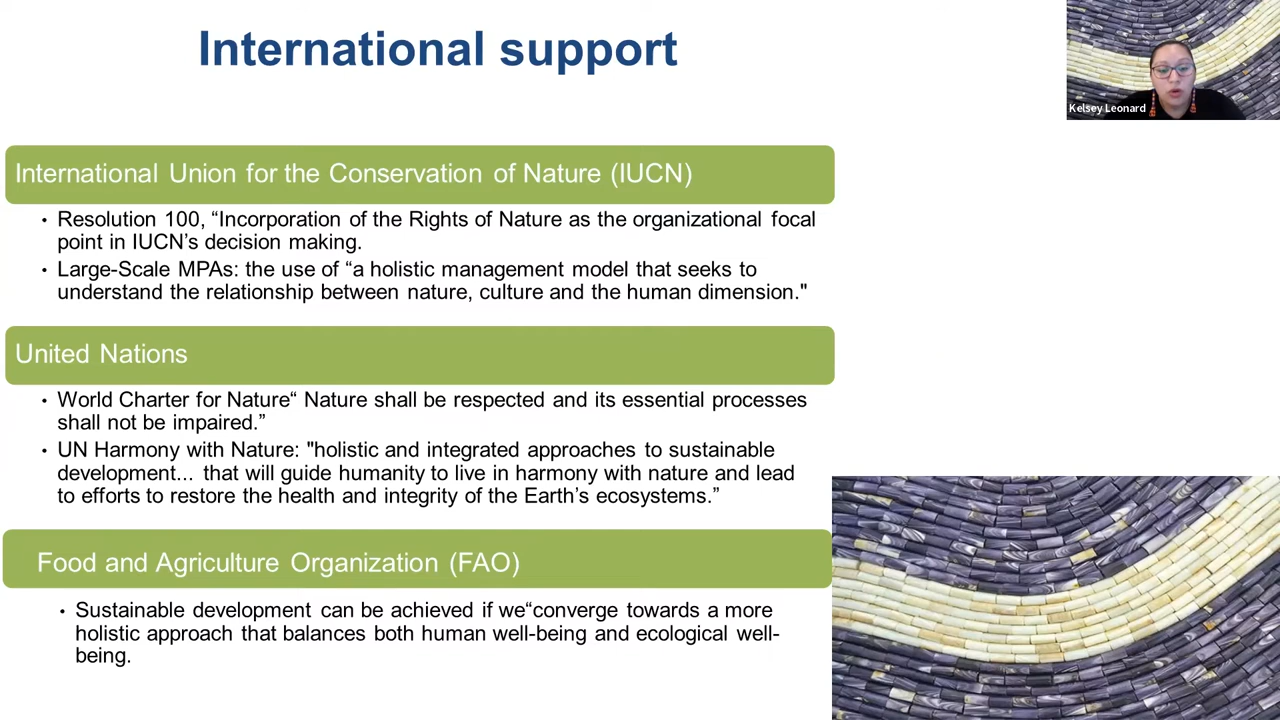 International support
Kelsey Leonard
International Union for the Conservation of Nature (IUCN)
• Resolution 100, “Incorporation of the Rights of Nature as the organizational focal
point in IUCN’s decision making.
• Large-Scale MPAs: the use of “a holistic management model that seeks to
understand the relationship between nature, culture and the human dimension."
United Nations
• World Charter for Nature“ Nature shall be respected and its essential processes
shall not be impaired.”
• UN Harmony with Nature: "holistic and integrated approaches to sustainable
development... that will guide humanity to live in harmony with nature and lead
to efforts to restore the health and integrity of the Earth’s ecosystems.”
Food and Agriculture Organization (FAO)
• Sustainable development can be achieved if we“converge towards a more
holistic approach that balances both human well-being and ecological well-
being.